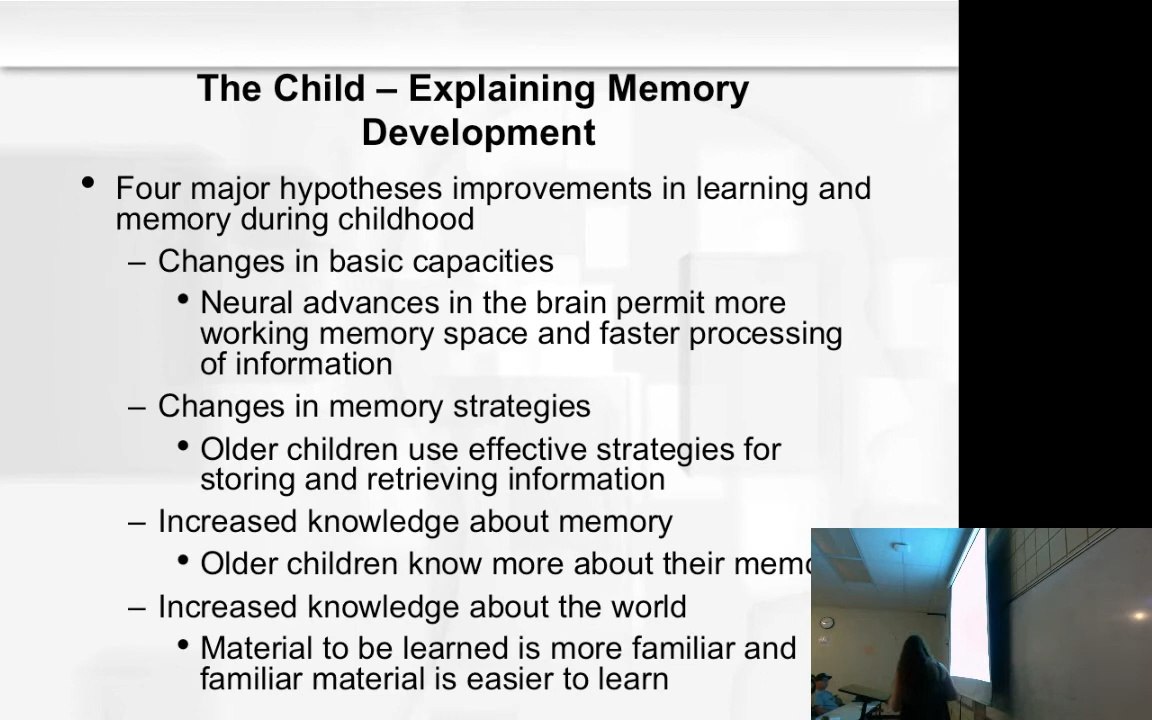 The Child – Explaining Memory
Development
• Four major hypotheses improvements in learning and
memory during childhood
– Changes in basic capacities
• Neural advances in the brain permit more
working memory space and faster processing
of information
– Changes in memory strategies
• Older children use effective strategies for
storing and retrieving information
– Increased knowledge about memory
• Older children know more about their
– Increased knowledge about the world
• Material to be learned is more familiar and
familiar material is easier to learn